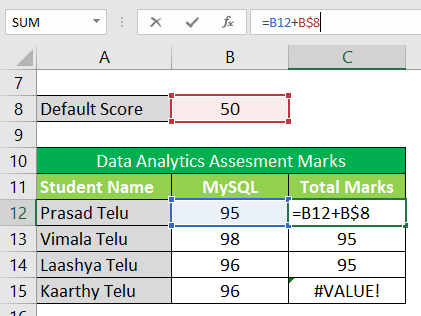 SUM =B12+B$8
A B C
7
8 Default Score 50
9
10 Data Analytics Assesment Marks
11 Student Name MySQL Total Marks
12 Prasad Telu 95 =B12+B$8
13 Vimala Telu 98 95
14 Laashya Telu 96 95
15 Kaarthy Telu 96 #VALUE!
16